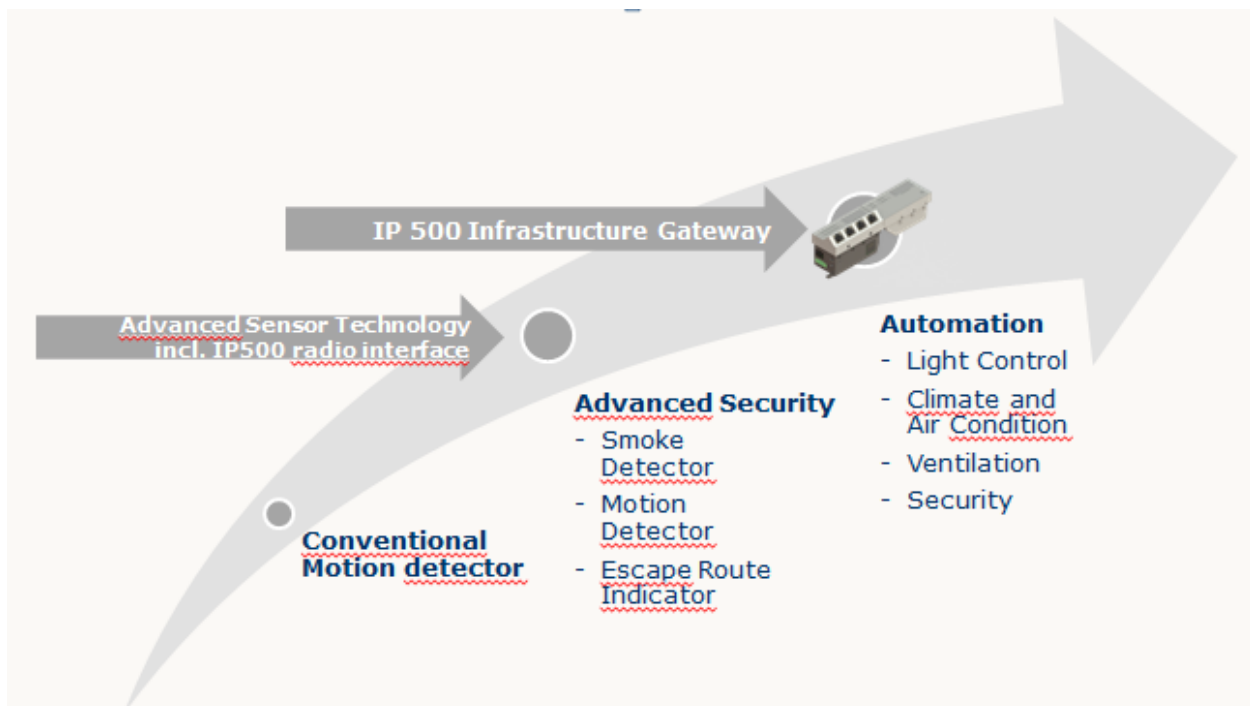 IP 500 Infrastructure Gateway
Advanced Sensor Technology
incl. IP500 radio interface
Conventional
Motion detector
Advanced Security
- Smoke
Detector
- Motion
Detector
- Escape Route
Indicator
Automation
- Light Control
- Climate and
Air Condition
- Ventilation
- Security